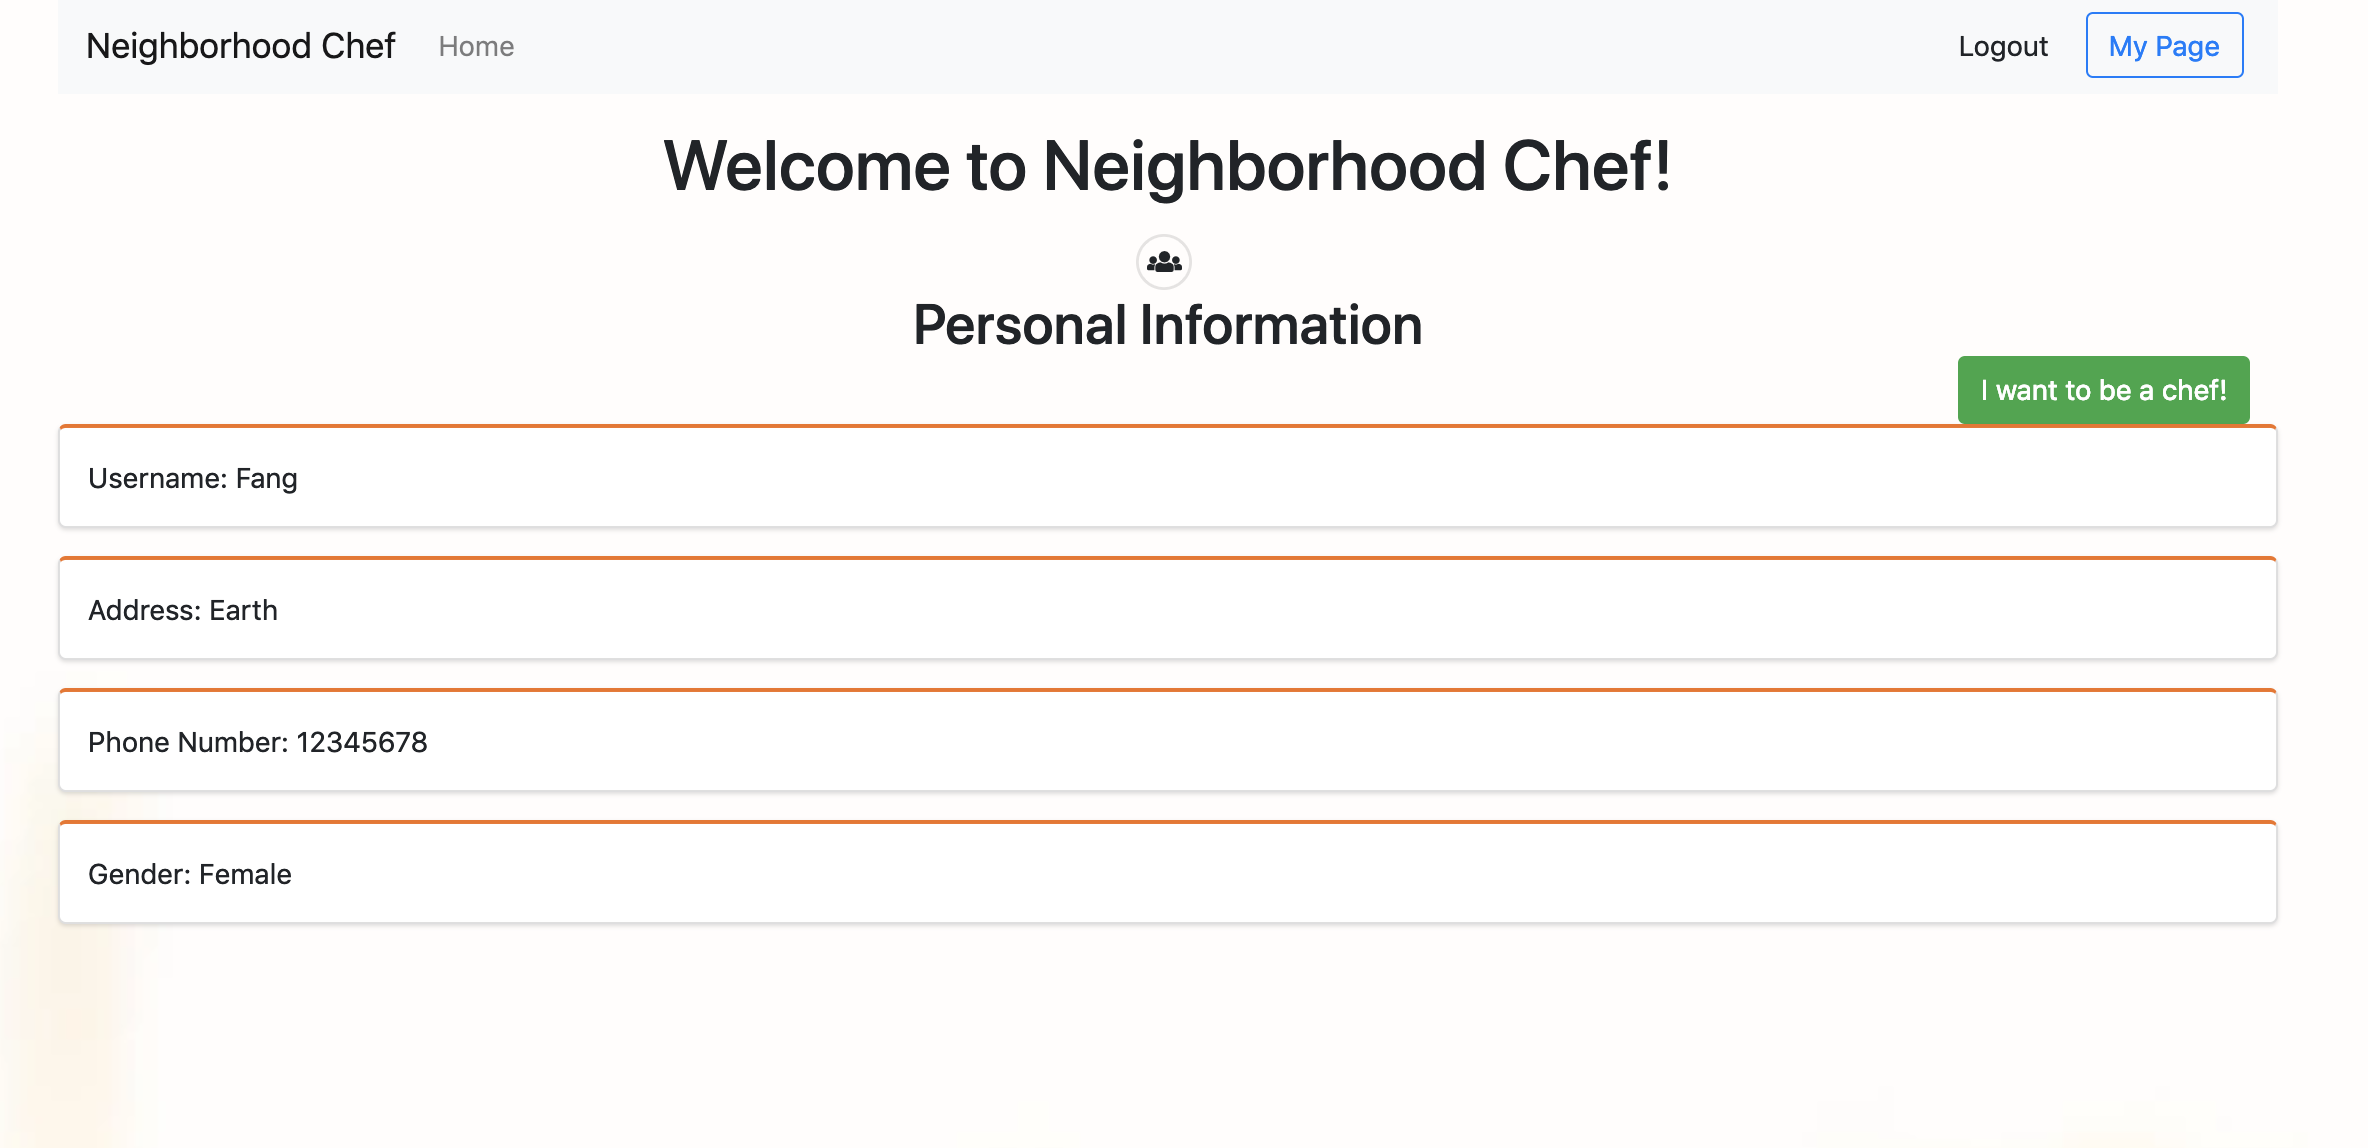 Neighborhood Chef Home Logout My Page
Welcome to Neighborhood Chef!
Personal Information
I want to be a chef!
Username: Fang
Address: Earth
Phone Number: 12345678
Gender: Female